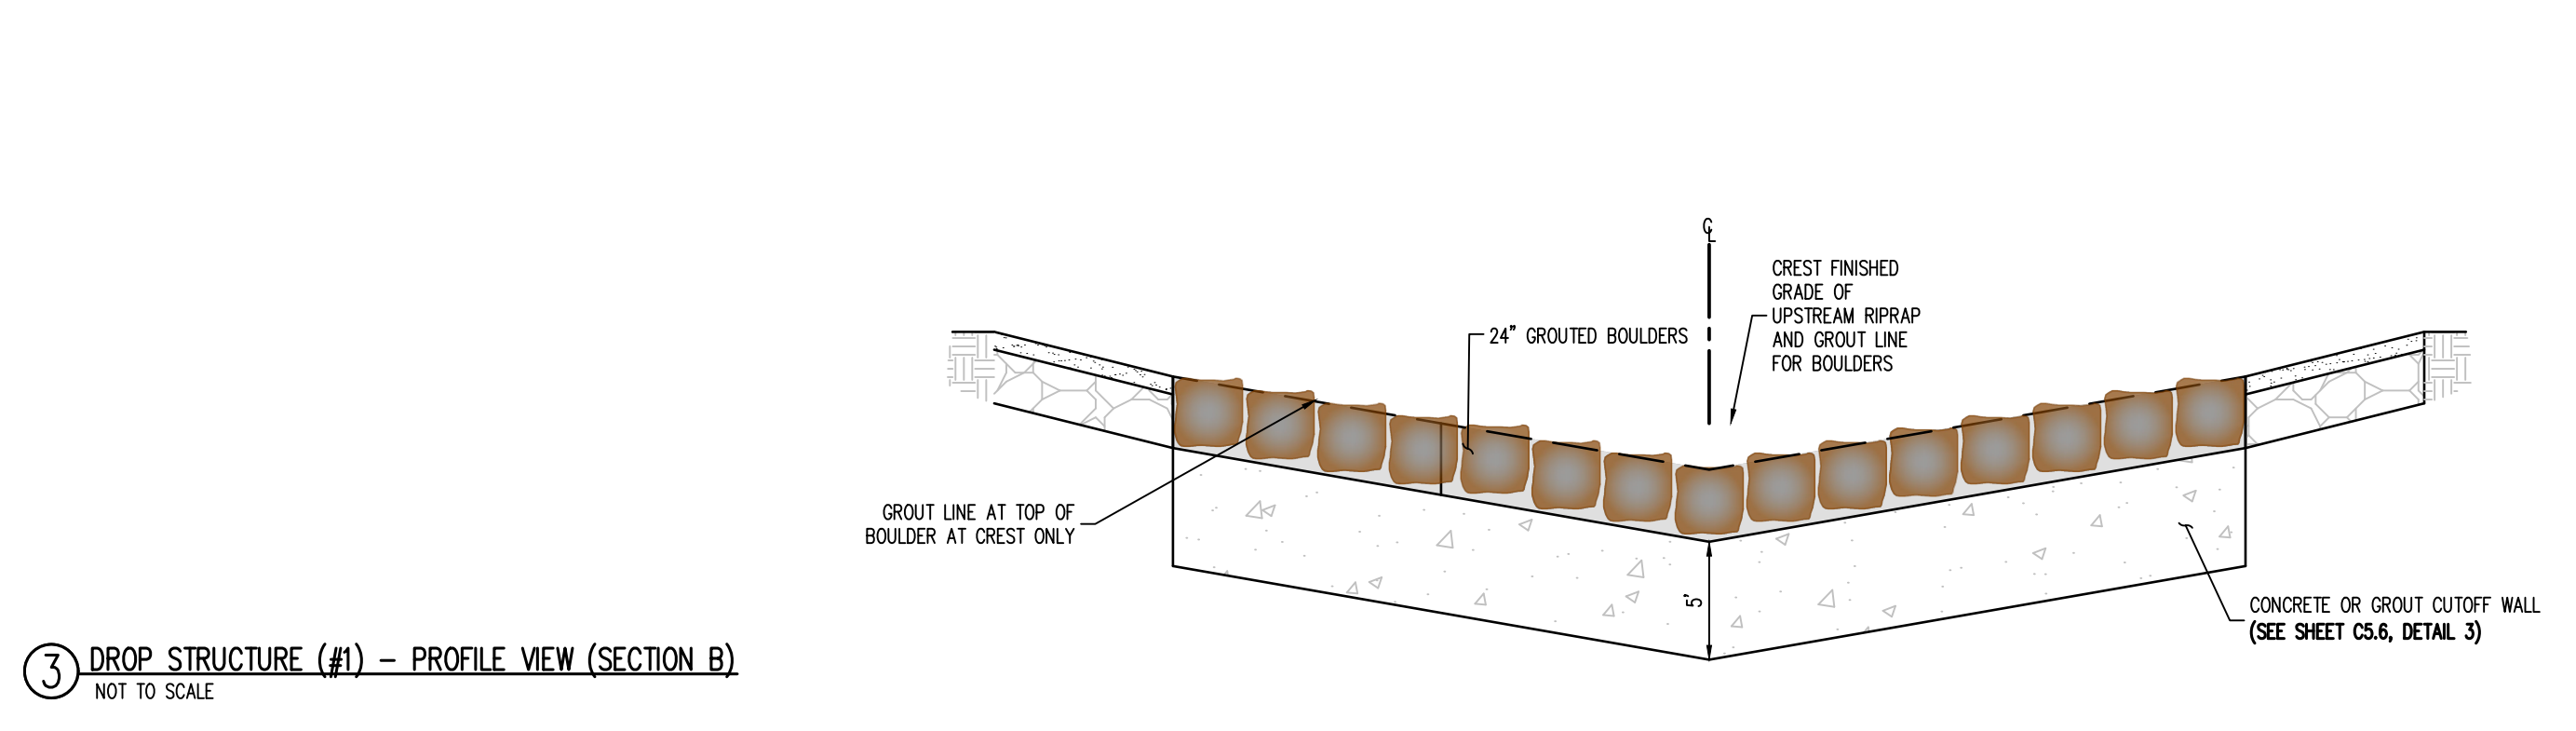 ℄
CREST FINISHED
GRADE OF
UPSTREAM RIPRAP
AND GROUT LINE
FOR BOULDERS
24" GROUTED BOULDERS
GROUT LINE AT TOP OF
BOULDER AT CREST ONLY
5'
CONCRETE OR GROUT CUTOFF WALL
(SEE SHEET C5.6, DETAIL 3)
3
DROP STRUCTURE (#1) - PROFILE VIEW (SECTION B)
NOT TO SCALE